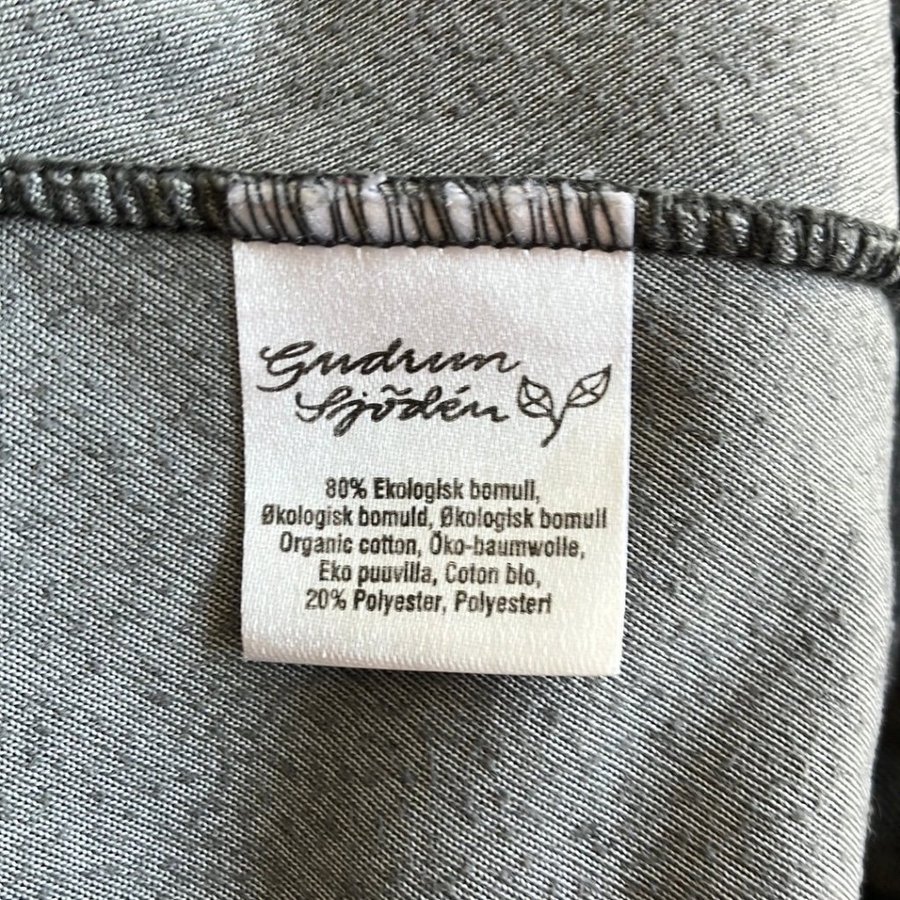 Gudrun
Sjödén
80% Ekologisk bomull,
Økologisk bomuld, Økologisk bomull
Organic cotton, Öko-baumwolle,
Eko puuvilla, Coton bio,
20% Polyester, Polyesteri